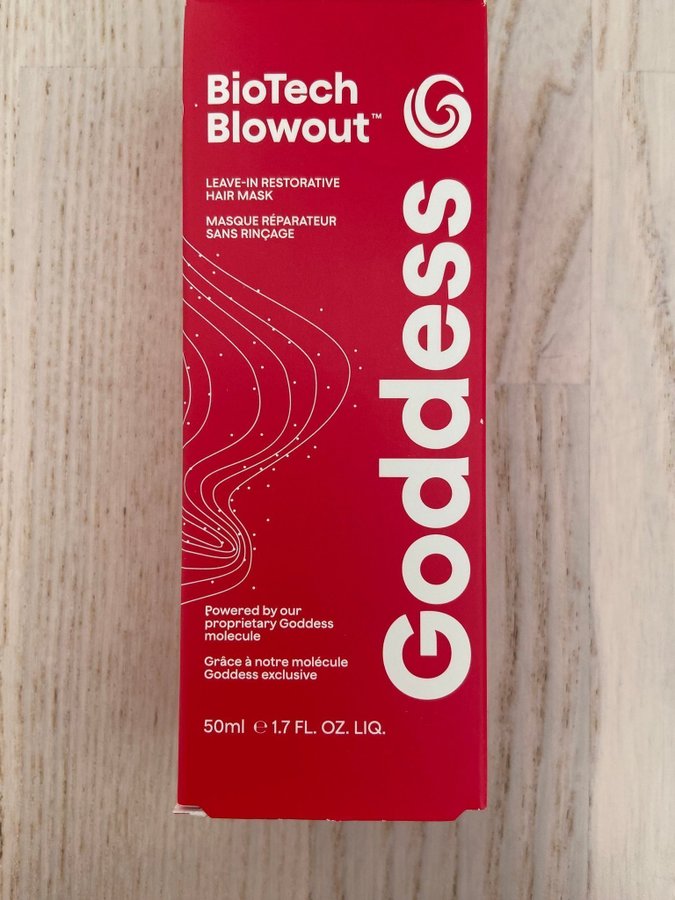 BioTech
Blowout™
LEAVE-IN RESTORATIVE
HAIR MASK
MASQUE RÉPARATEUR
SANS RINÇAGE
Goddess
Powered by our
proprietary Goddess
molecule
Grâce à notre molécule
Goddess exclusive
50ml ℮ 1.7 FL. OZ. LIQ.